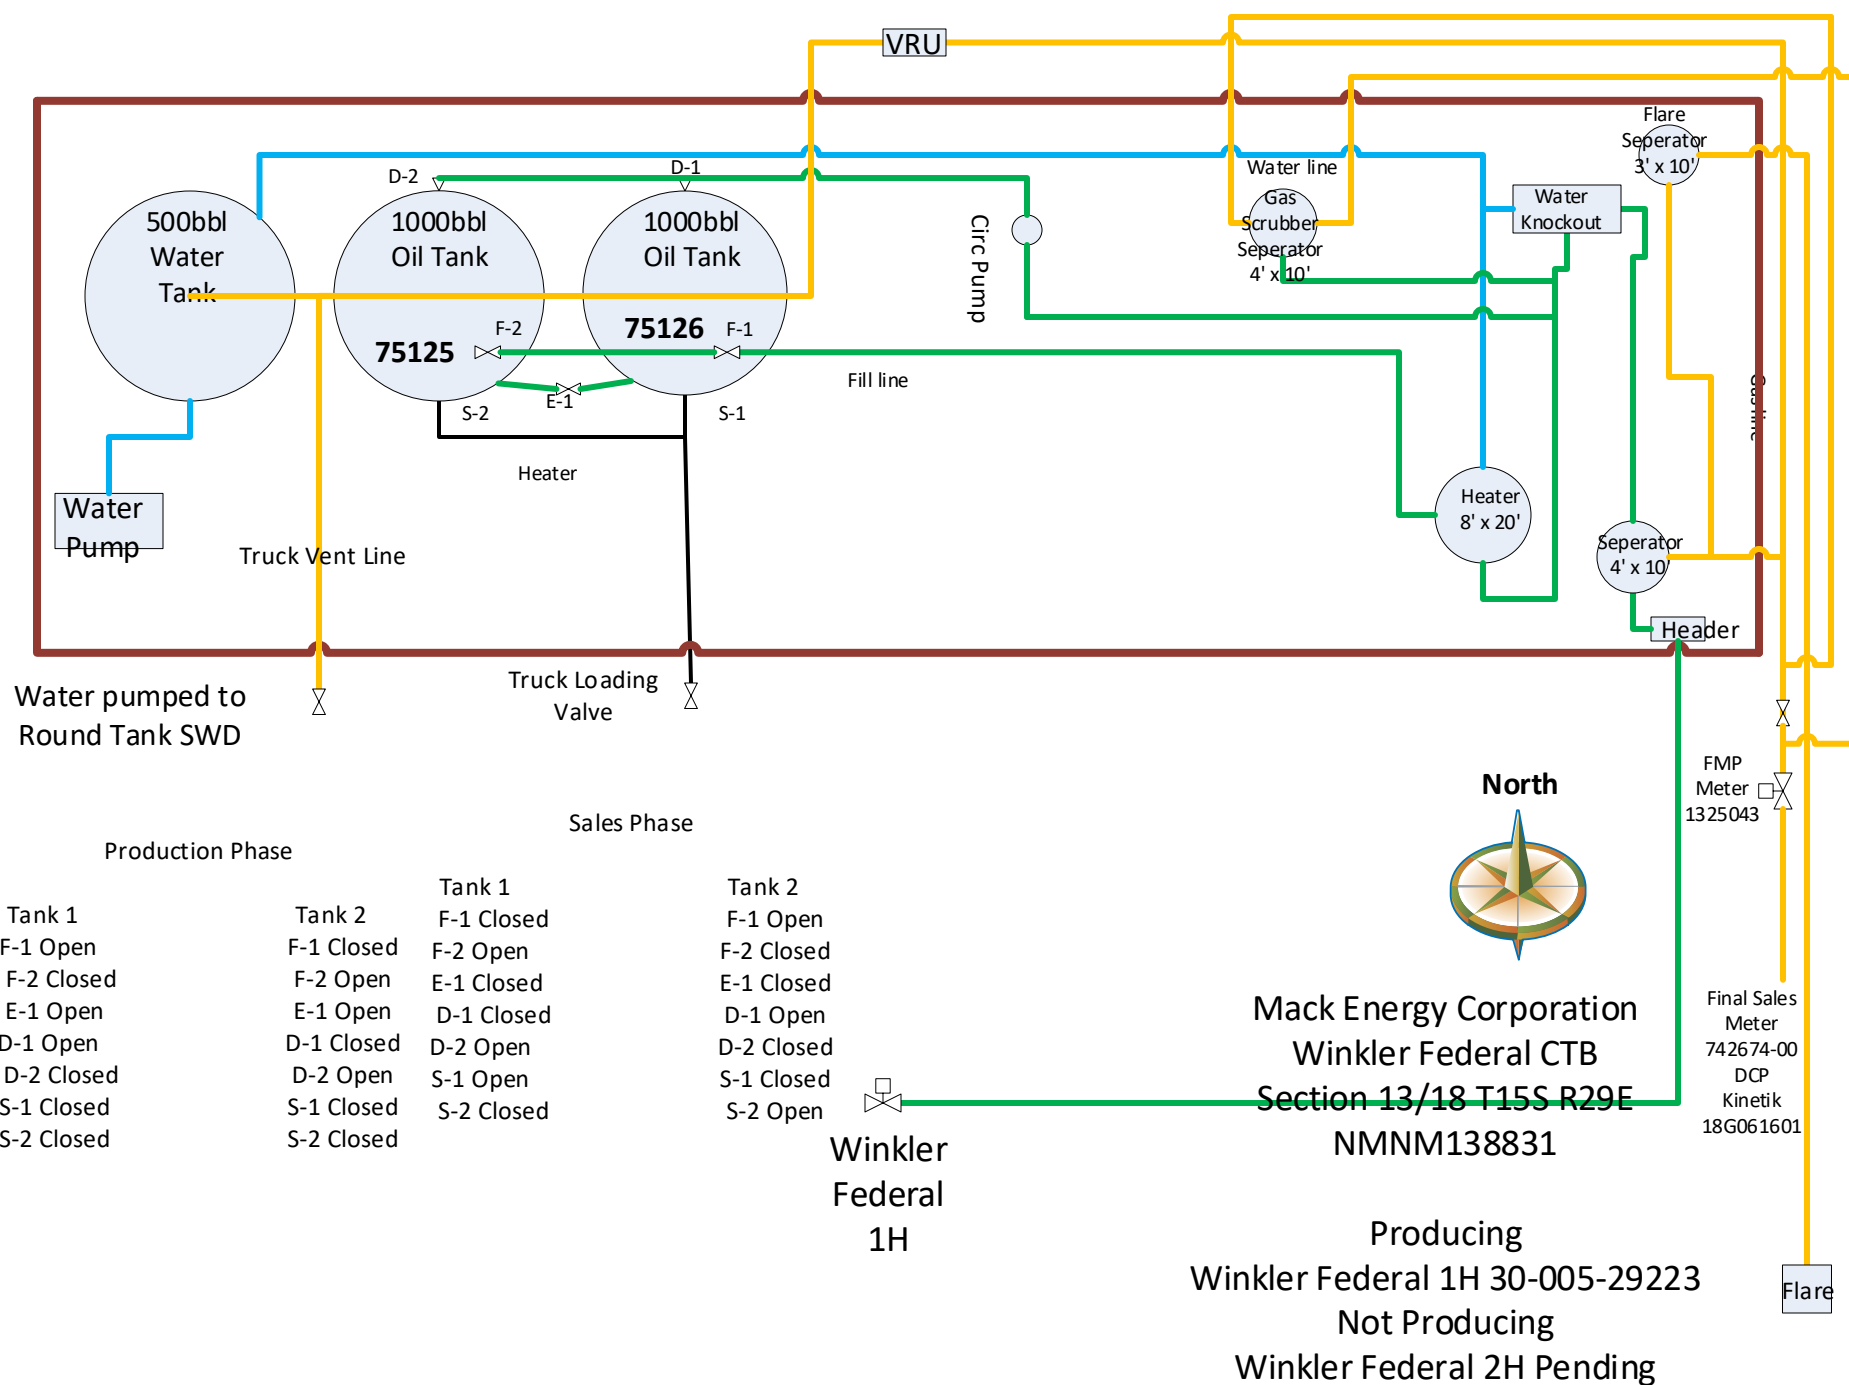 VRU
Flare
Seperator
3' x 10'
D-2
D-1
Water line
500bbl
Water
Tank
1000bbl
Oil Tank
1000bbl
Oil Tank
Circ Pump
Gas
Scrubber
Seperator
4' x 10'
Water
Knockout
75125
F-2
75126
F-1
Fill line
Gasline
S-2
E-1
S-1
Heater
Heater
8' x 20'
Water
Pump
Truck Vent Line
Seperator
4' x 10'
Header
Water pumped to
Round Tank SWD
Truck Loading
Valve
FMP
Meter
1325043
North
Sales Phase
Production Phase
Tank 1
F-1 Open
F-2 Closed
E-1 Open
D-1 Open
D-2 Closed
S-1 Closed
S-2 Closed
Tank 2
F-1 Closed
F-2 Open
E-1 Open
D-1 Closed
D-2 Open
S-1 Closed
S-2 Closed
Tank 1
F-1 Closed
F-2 Open
E-1 Closed
D-1 Closed
D-2 Open
S-1 Open
S-2 Closed
Tank 2
F-1 Open
F-2 Closed
E-1 Closed
D-1 Open
D-2 Closed
S-1 Closed
S-2 Open
Winkler
Federal
1H
Mack Energy Corporation
Winkler Federal CTB
Section 13/18 T15S R29E
NMNM138831
Final Sales
Meter
742674-00
DCP
Kinetik
18G061601
Producing
Winkler Federal 1H 30-005-29223
Not Producing
Winkler Federal 2H Pending
Flare